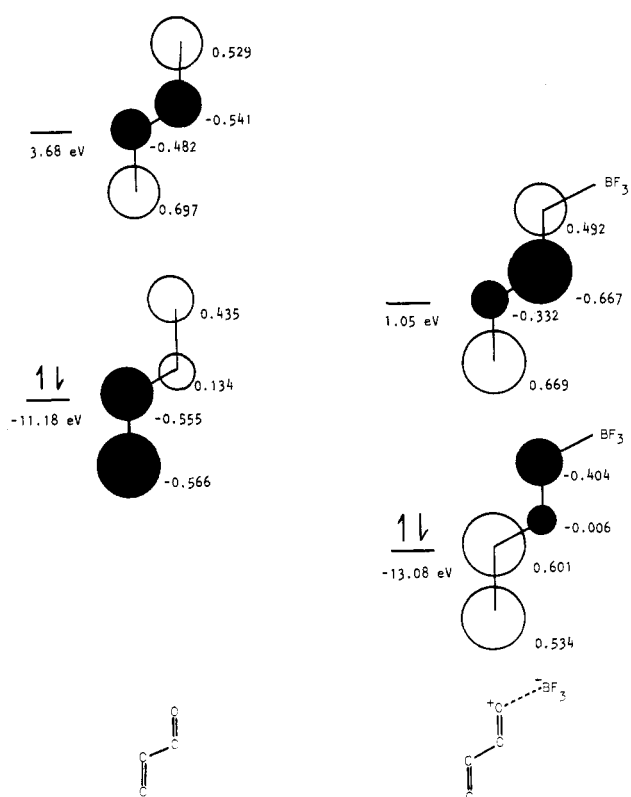 0.529
-0.541
3.68 eV
-0.482
0.697
0.435
0.134
-11.18 eV
-0.555
-0.566
BF3
0.492
-0.667
1.05 eV
-0.332
0.669
BF3
-0.404
-0.006
-13.08 eV
0.601
0.534
O
C
C
C
+O
-BF3
C
C
C